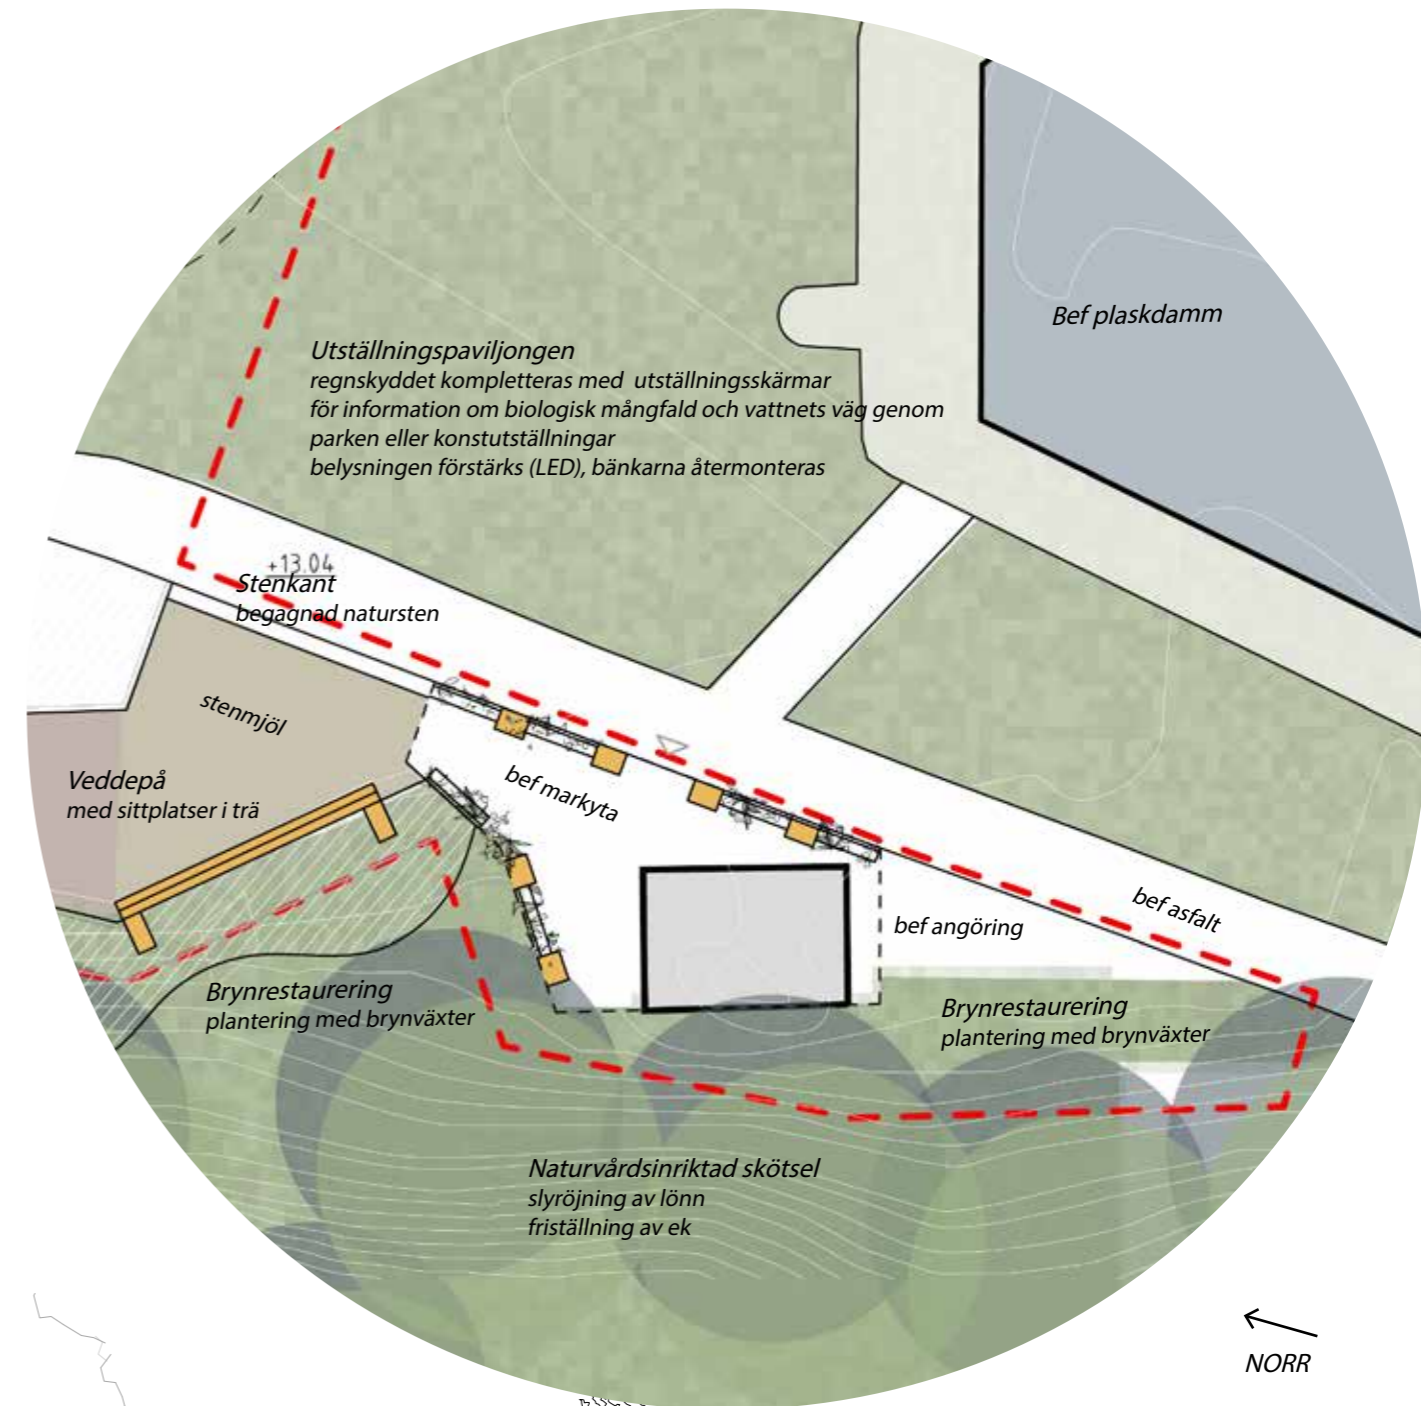 Bef plaskdamm
Utställningspaviljongen
regnskyddet kompletteras med utställningsskärmar
för information om biologisk mångfald och vattnets väg genom
parken eller konstutställningar
belysningen förstärks (LED), bänkarna återmonteras
+13.04
Stenkant
begagnad natursten
stenmjöl
Veddepå
med sittplatser i trä
bef markyta
bef asfalt
bef angöring
Brynrestaurering
plantering med brynväxter
Brynrestaurering
plantering med brynväxter
Naturvårdsinriktad skötsel
slyröjning av lönn
friställning av ek
NORR